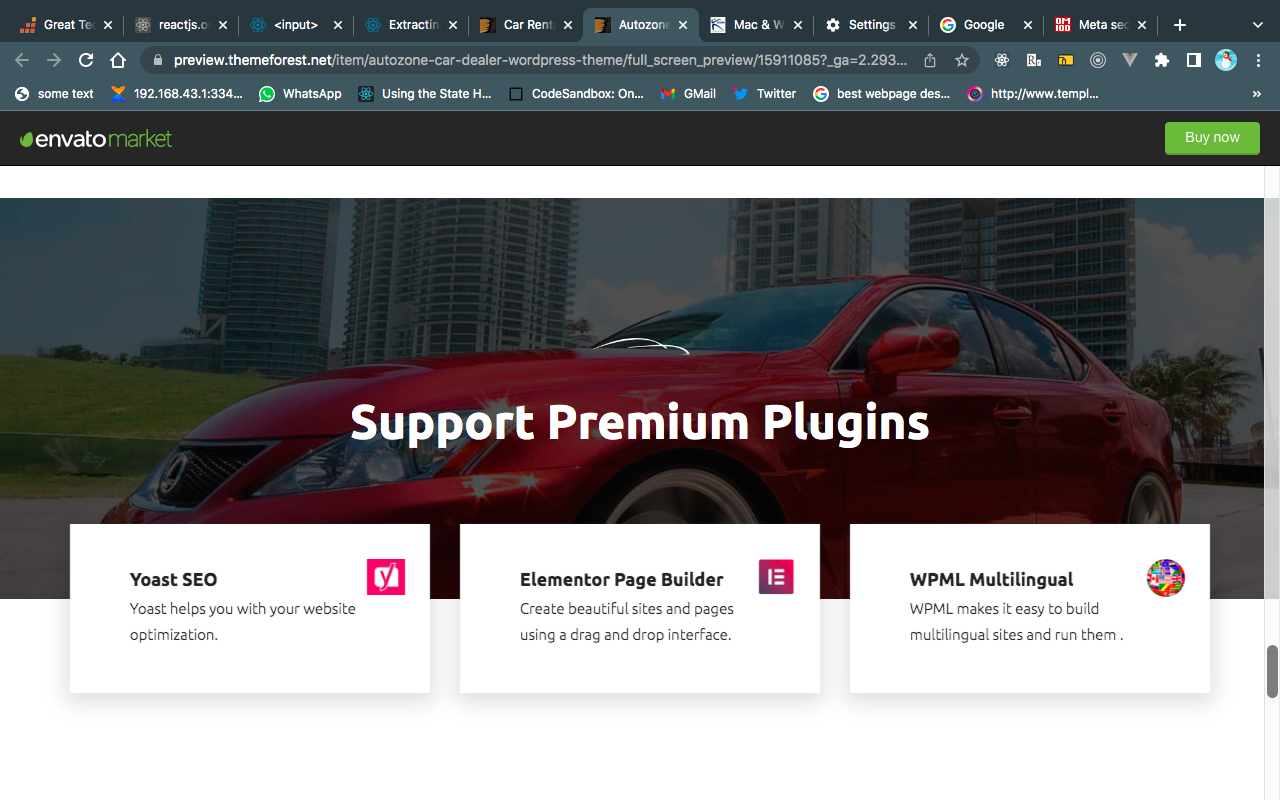 Great Tec
reactjs.o
<input>
Extractin
Car Rent
Autozone
Mac & W
Settings
Google
Meta sec
preview.themeforest.net/item/autozone-car-dealer-wordpress-theme/full_screen_preview/15911085?_ga=2.293...
some text
192.168.43.1:334...
WhatsApp
Using the State H...
CodeSandbox: On...
GMail
Twitter
best webpage des...
http://www.templ...
»
envato market
Buy now
Support Premium Plugins
Yoast SEO
Yoast helps you with your website
optimization.
Elementor Page Builder
Create beautiful sites and pages
using a drag and drop interface.
WPML Multilingual
WPML makes it easy to build
multilingual sites and run them .